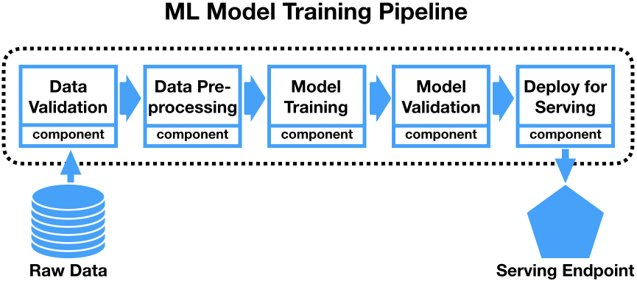 ML Model Training Pipeline
Data
Validation
component
Data Pre-
processing
component
Model
Training
component
Model
Validation
component
Deploy for
Serving
component
Raw Data
Serving Endpoint